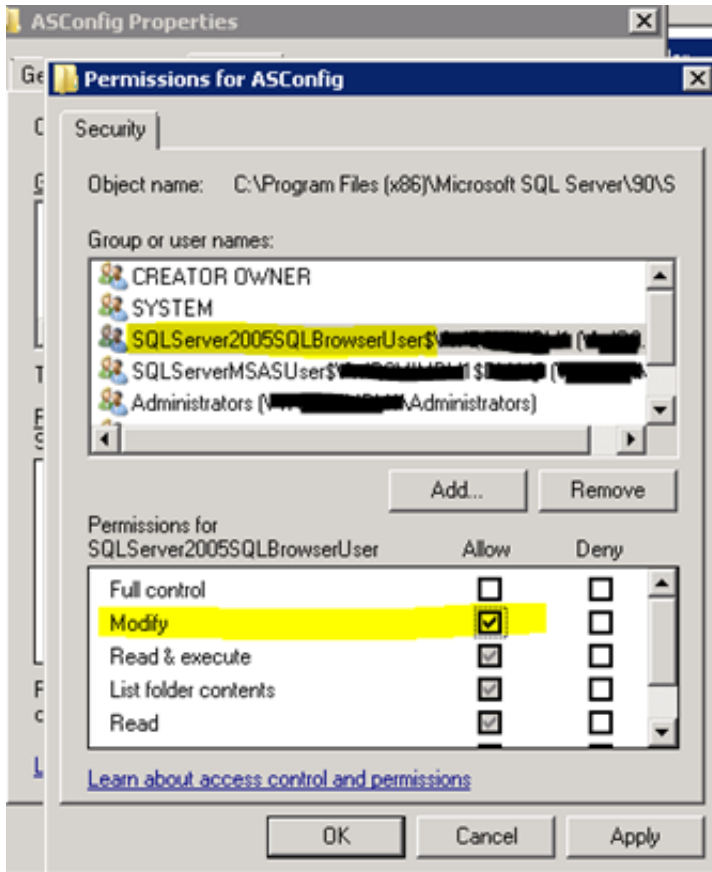 ASConfig Properties
Ge
Permissions for ASConfig
Security
Object name: C:\Program Files (x86)\Microsoft SQL Server\90\S
Group or user names:
CREATOR OWNER
SYSTEM
SQLServer2005SQLBrowserUser$
SQLServerMSASUser$
Administrators (\Administrators)
Add...
Remove
Permissions for
SQLServer2005SQLBrowserUser
Allow
Deny
Full control
Modify
Read & execute
List folder contents
Read
Learn about access control and permissions
OK
Cancel
Apply